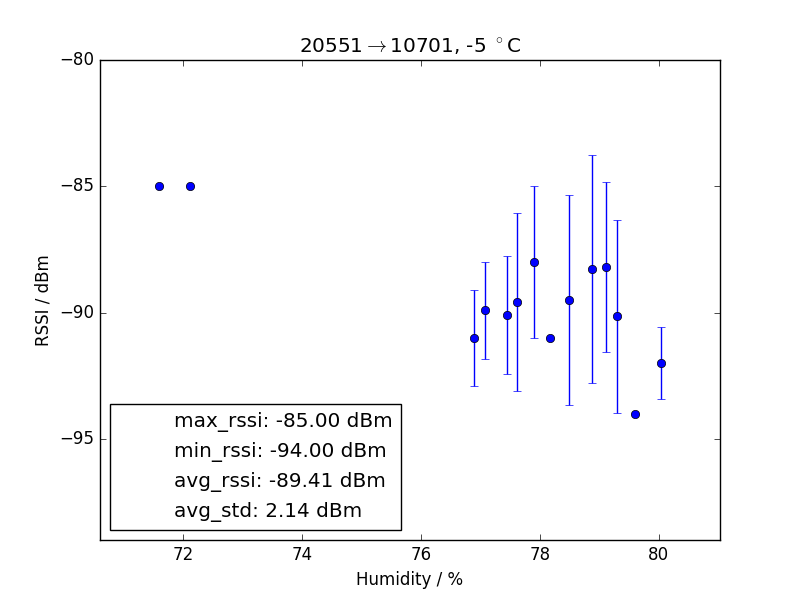 20551→10701, -5 °C
−80
−85
−90
−95
RSSI / dBm
max_rssi: -85.00 dBm
min_rssi: -94.00 dBm
avg_rssi: -89.41 dBm
avg_std: 2.14 dBm
72 74 76 78 80
Humidity / %